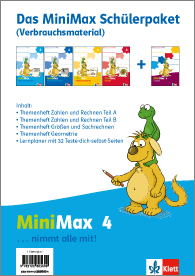 Das MiniMax Schülerpaket
(Verbrauchsmaterial)
+
Inhalt:
• Themenheft Zahlen und Rechnen Teil A
• Themenheft Zahlen und Rechnen Teil B
• Themenheft Größen und Sachrechnen
• Themenheft Geometrie
• Lernplaner mit 32 Teste-dich-selbst-Seiten
MiniMax 4
... nimmt alle mit!
Klett